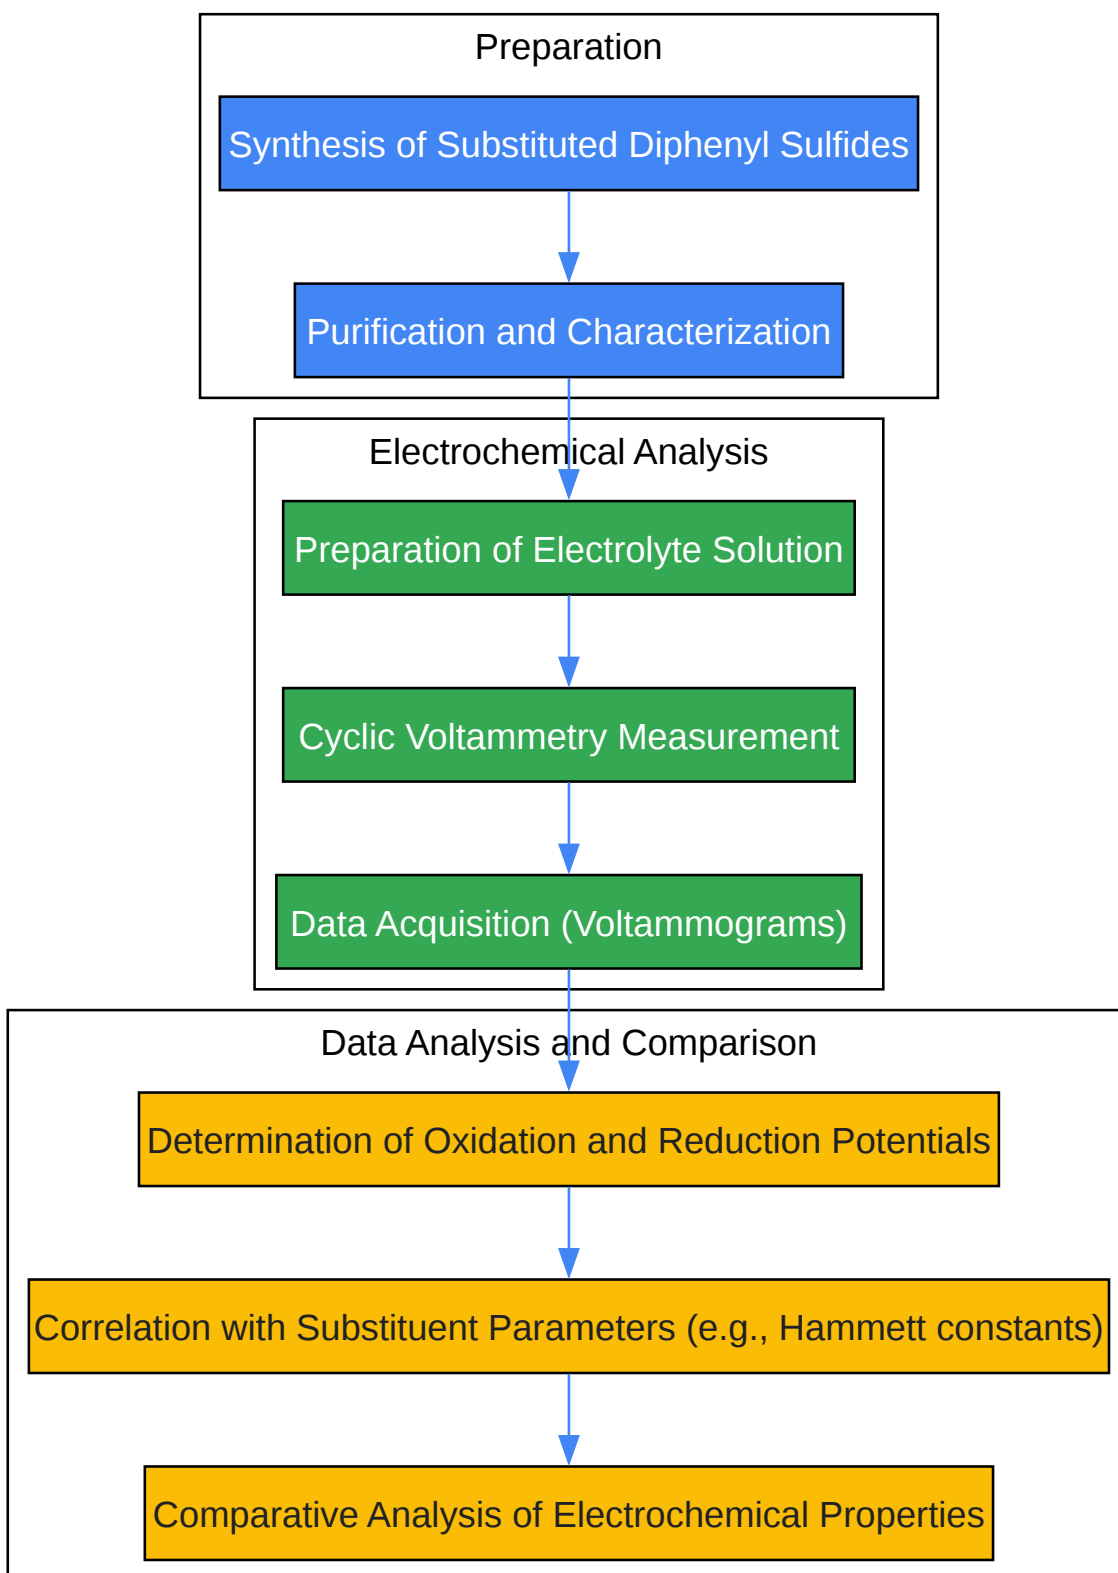 Preparation
Synthesis of Substituted Diphenyl Sulfides
Purification and Characterization
Electrochemical Analysis
Preparation of Electrolyte Solution
Cyclic Voltammetry Measurement
Data Acquisition (Voltammograms)
Data Analysis and Comparison
Determination of Oxidation and Reduction Potentials
Correlation with Substituent Parameters (e.g., Hammett constants)
Comparative Analysis of Electrochemical Properties